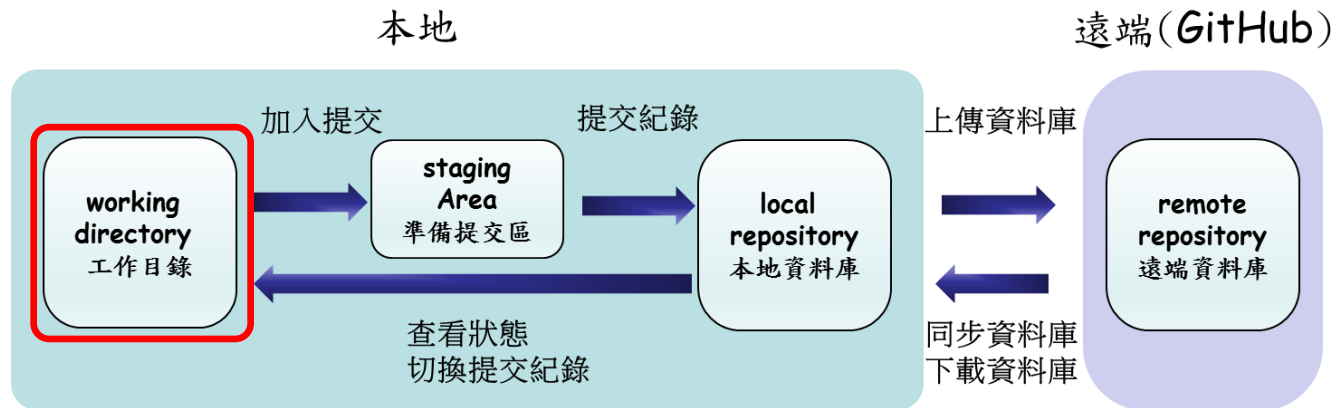 本地
遠端(GitHub)
加入提交
提交紀錄
上傳資料庫
working
directory
工作目錄
staging
Area
準備提交區
local
repository
本地資料庫
remote
repository
遠端資料庫
查看狀態
切換提交紀錄
同步資料庫
下載資料庫